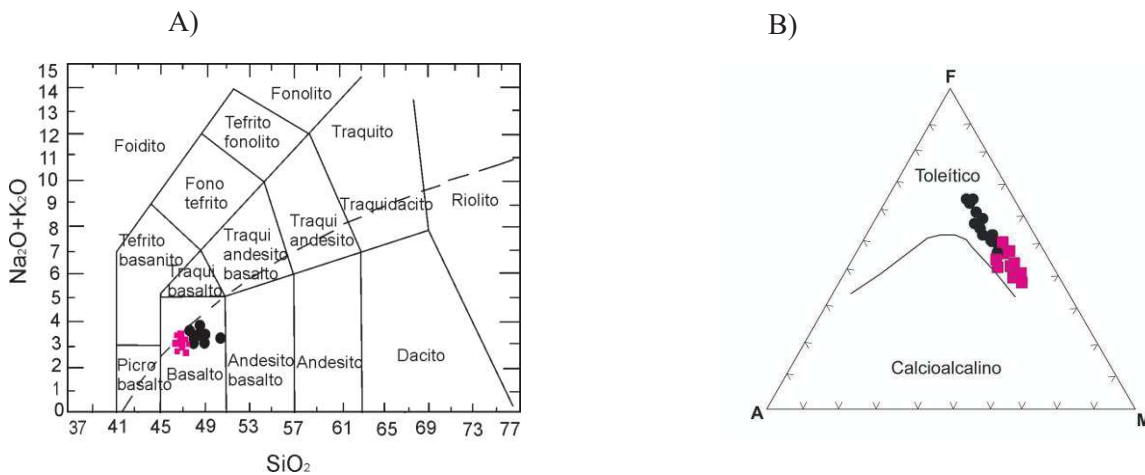 A)
B)
15
14
13
12
11
10
9
8
7
6
5
4
3
2
1
0
Na₂O+K₂O
Fonolito
Tefrito
fonolito
Traquito
Foidito
Fono
tefrito
Traquidacito
Riolito
Tefrito
basanito
Traqui
andesito
basalto
Traqui
andesito
Traqui
basalto
Picro
basalto
Basalto
Andesito
basalto
Andesito
Dacito
37 41 45 49 51 57 61 63 69 73 77
SiO₂
F
Toleítico
Calcioalcalino
A
M